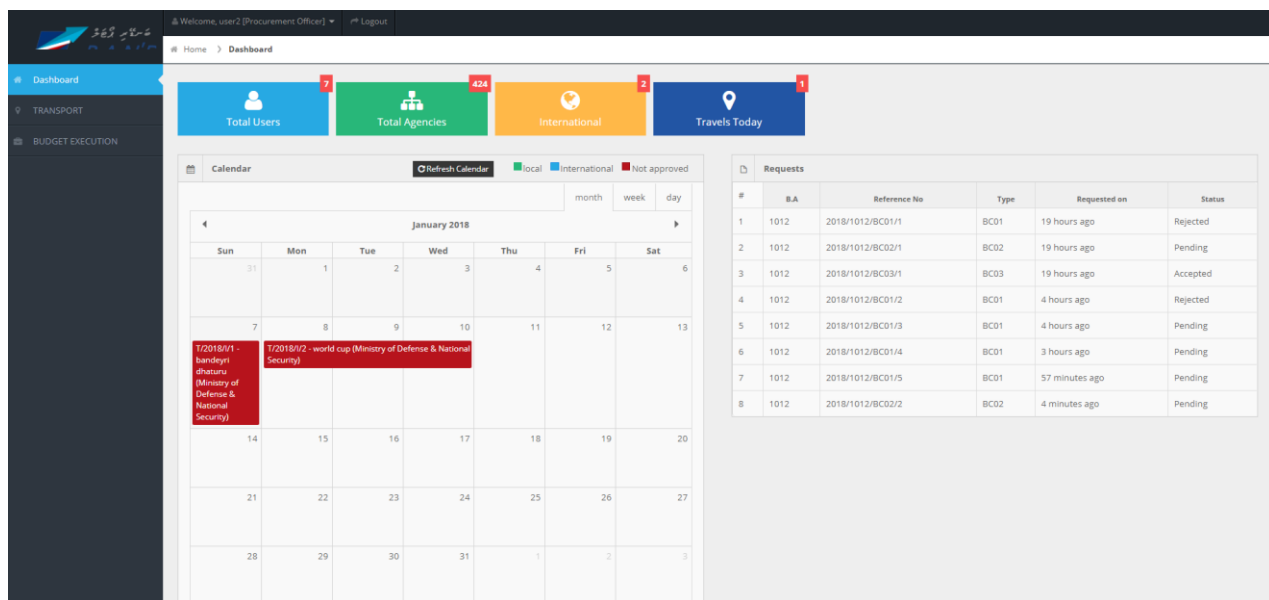 ބަނޑޭރި ޕޯޓަލް
Welcome, user2 [Procurement Officer]
Logout
Home > Dashboard
Dashboard
TRANSPORT
BUDGET EXECUTION
7
Total Users
424
Total Agencies
2
International
1
Travels Today
Calendar
Refresh Calendar
local International Not approved
month week day
January 2018
Sun Mon Tue Wed Thu Fri Sat
31 1 2 3 4 5 6
7 8 9 10 11 12 13
T/2018/I/1 -
bandeyri
dhaturu
(Ministry of
Defense &
National
Security)
T/2018/I/2 - world cup (Ministry of Defense & National
Security)
14 15 16 17 18 19 20
21 22 23 24 25 26 27
28 29 30 31 1 2 3
Requests
# B.A Reference No Type Requested on Status
1 1012 2018/1012/BC01/1 BC01 19 hours ago Rejected
2 1012 2018/1012/BC02/1 BC02 19 hours ago Pending
3 1012 2018/1012/BC03/1 BC03 19 hours ago Accepted
4 1012 2018/1012/BC01/2 BC01 4 hours ago Rejected
5 1012 2018/1012/BC01/3 BC01 4 hours ago Pending
6 1012 2018/1012/BC01/4 BC01 3 hours ago Pending
7 1012 2018/1012/BC01/5 BC01 57 minutes ago Pending
8 1012 2018/1012/BC02/2 BC02 4 minutes ago Pending